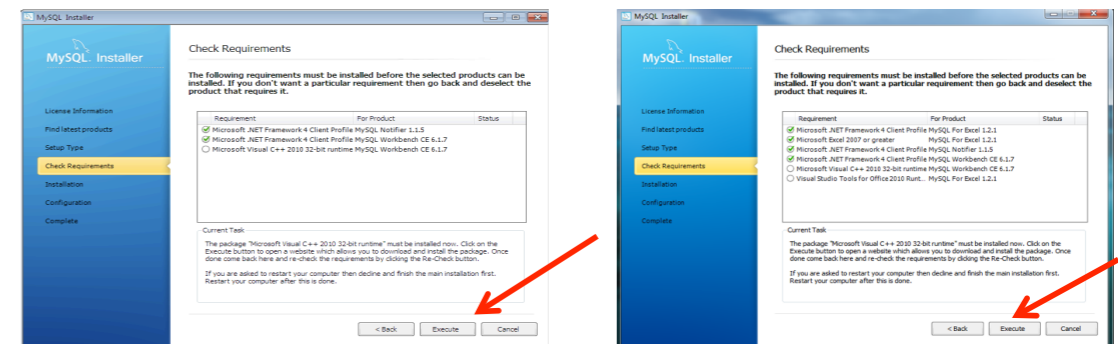 MySQL Installer
MySQL. Installer
License Information
Find latest products
Setup Type
Check Requirements
Installation
Configuration
Complete
Check Requirements
The following requirements must be installed before the selected products can be
installed. If you don't want a particular requirement then go back and deselect the
product that requires it.
Requirement For Product Status
Microsoft .NET Framework 4 Client Profile MySQL Notifier 1.1.5
Microsoft .NET Framework 4 Client Profile MySQL Workbench CE 6.1.7
Microsoft Visual C++ 2010 32-bit runtime MySQL Workbench CE 6.1.7
Current Task
The package "Microsoft Visual C++ 2010 32-bit runtime" must be installed now. Click on the
Execute button to open a website which allows you to download and install the package. Once
done come back here and re-check the requirements by clicking the Re-Check button.
If you are asked to restart your computer then decline and finish the main installation first.
Restart your computer after this is done.
< Back Execute Cancel
MySQL Installer
MySQL. Installer
License Information
Find latest products
Setup Type
Check Requirements
Installation
Configuration
Complete
Check Requirements
The following requirements must be installed before the selected products can be
installed. If you don't want a particular requirement then go back and deselect the
product that requires it.
Requirement For Product Status
Microsoft .NET Framework 4 Client Profile MySQL For Excel 1.2.1
Microsoft Excel 2007 or greater MySQL For Excel 1.2.1
Microsoft .NET Framework 4 Client Profile MySQL Notifier 1.1.5
Microsoft .NET Framework 4 Client Profile MySQL Workbench CE 6.1.7
Microsoft Visual C++ 2010 32-bit runtime MySQL Workbench CE 6.1.7
Visual Studio Tools for Office 2010 Runt... MySQL For Excel 1.2.1
Current Task
The package "Microsoft Visual C++ 2010 32-bit runtime" must be installed now. Click on the
Execute button to open a website which allows you to download and install the package. Once
done come back here and re-check the requirements by clicking the Re-Check button.
If you are asked to restart your computer then decline and finish the main installation first.
Restart your computer after this is done.
< Back Execute Cancel